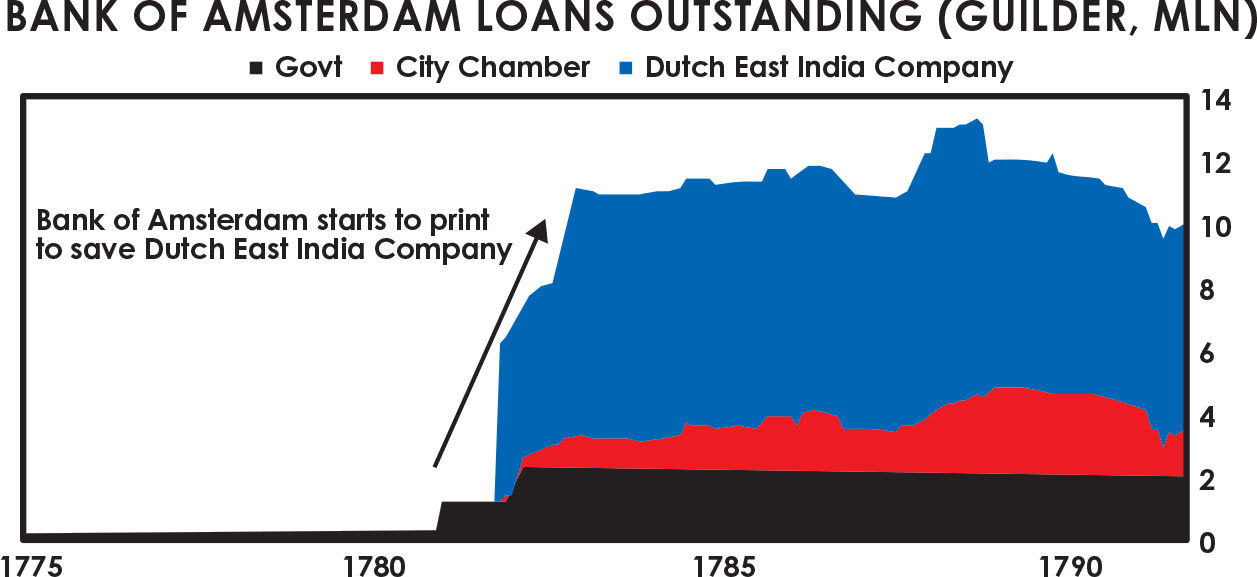 BANK OF AMSTERDAM LOANS OUTSTANDING (GUILDER, MLN)
Govt City Chamber Dutch East India Company
14
12
Bank of Amsterdam starts to print
to save Dutch East India Company
10
8
6
4
2
0
1775 1780 1785 1790